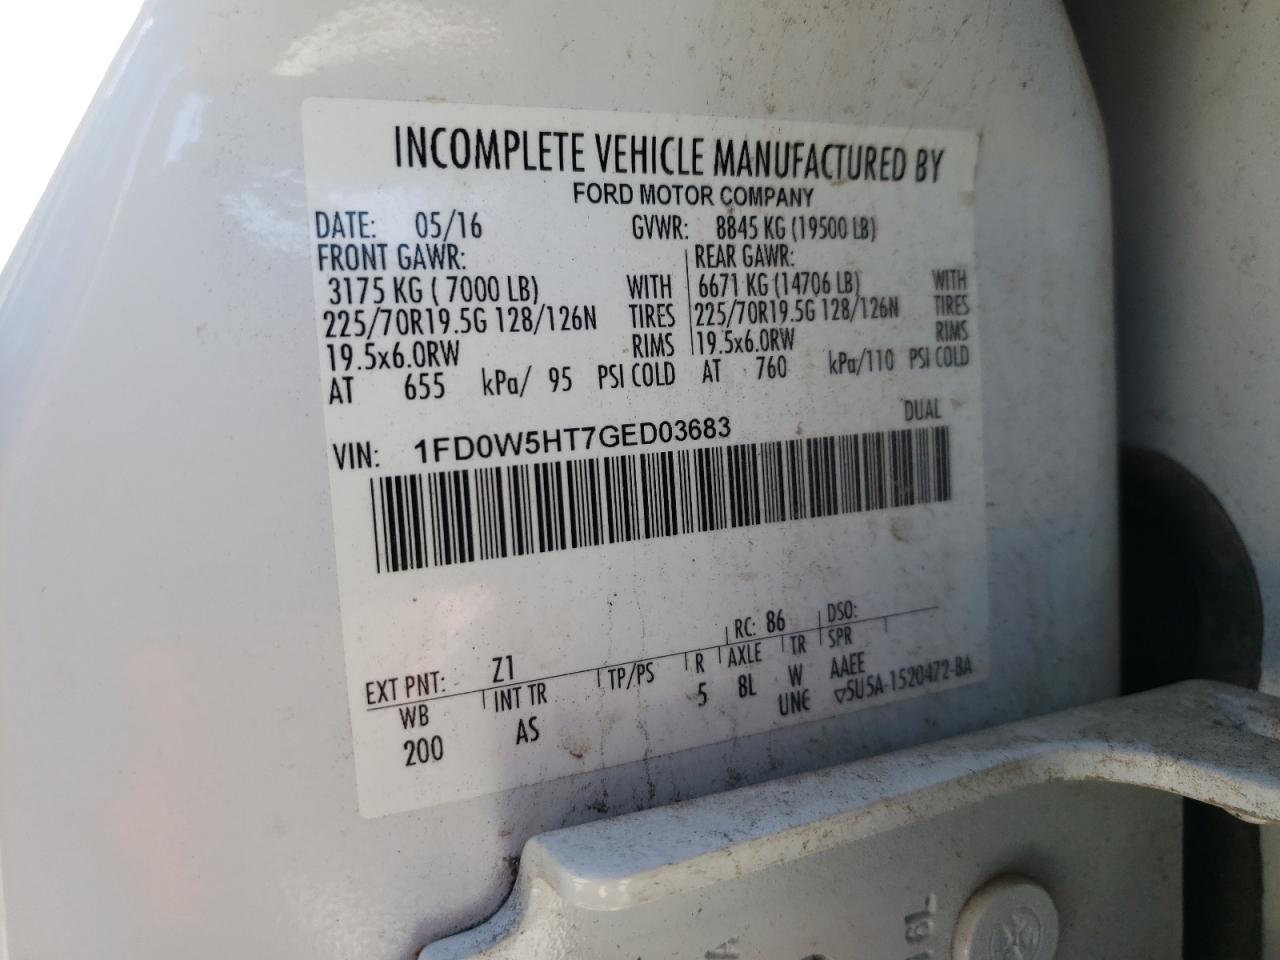 INCOMPLETE VEHICLE MANUFACTURED BY
FORD MOTOR COMPANY
DATE: 05/16 GVWR: 8845 KG (19500 LB)
FRONT GAWR: REAR GAWR:
3175 KG ( 7000 LB) WITH 6671 KG (14706 LB) WITH
225/70R19.5G 128/126N TIRES 225/70R19.5G 128/126N TIRES
19.5x6.0RW RIMS 19.5x6.0RW RIMS
AT 655 kPa/ 95 PSI COLD AT 760 kPa/110 PSI COLD
DUAL
VIN: 1FD0W5HT7GED03683
EXT PNT: Z1 RC: 86 DSO:
WB INT TR TP/PS R AXLE TR SPR
200 AS 5 8L W AAEE
UNE ▽5U5A-1520472-BA